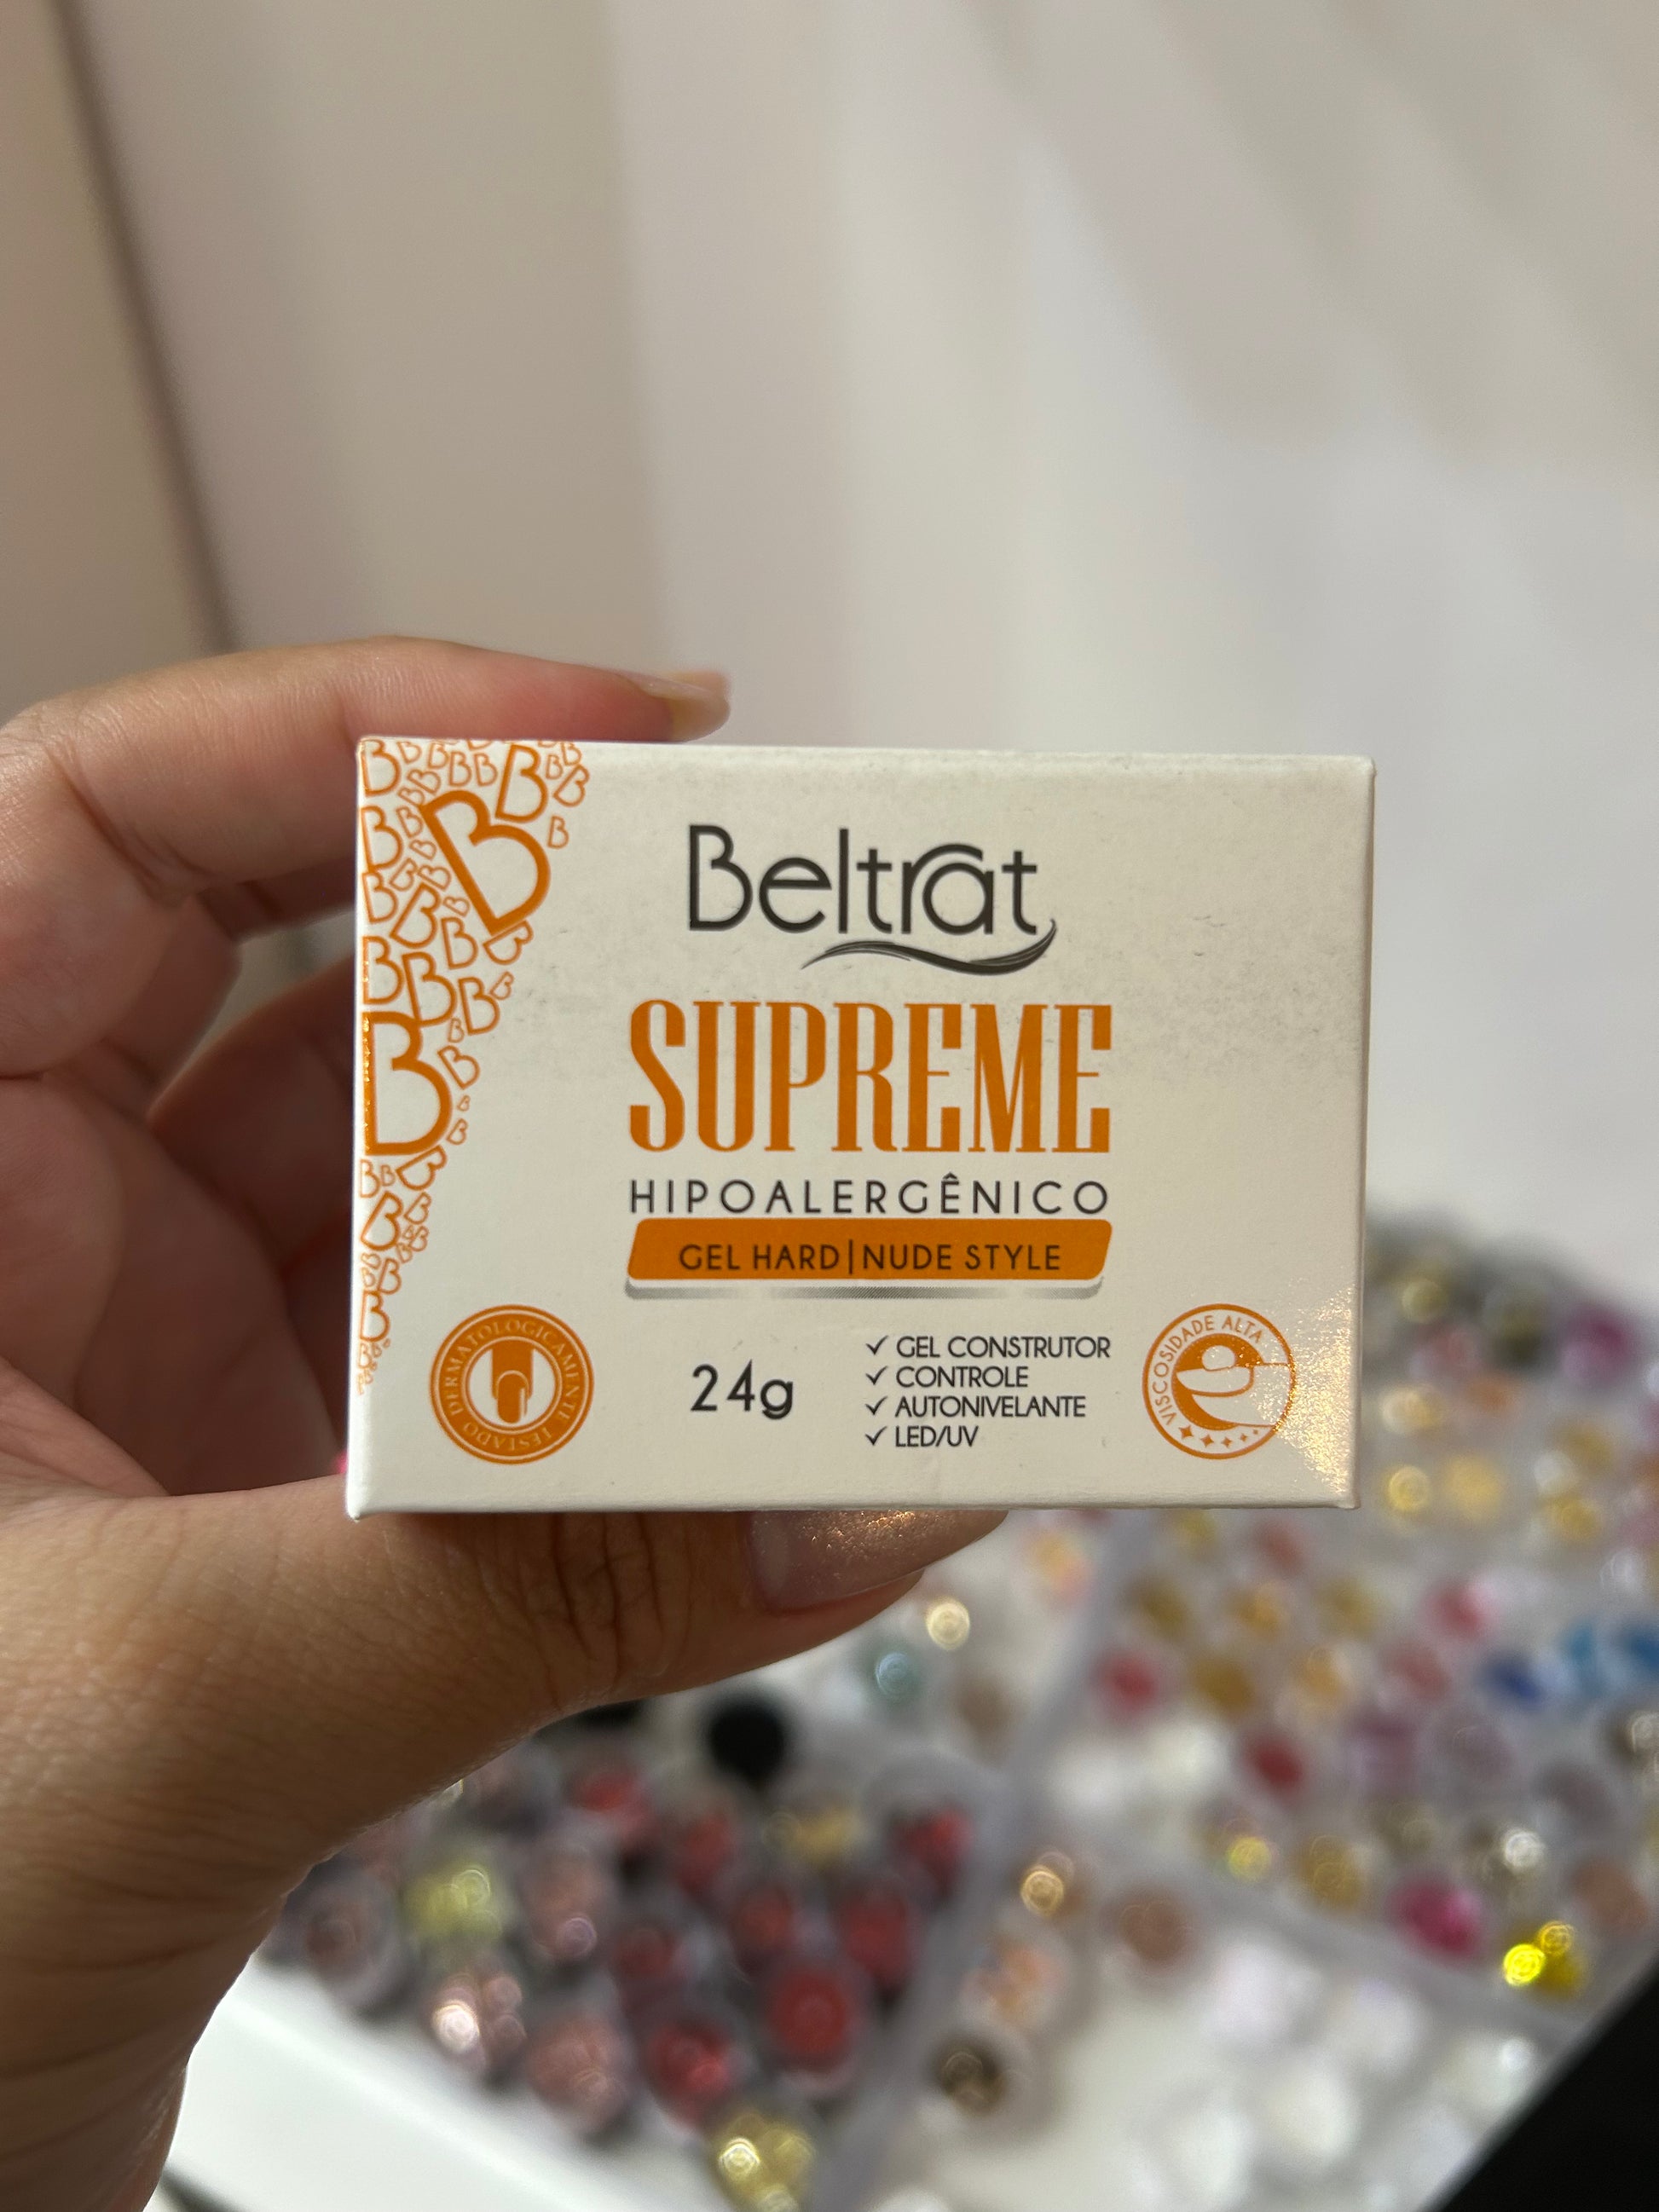 Beltrat
SUPREME
HIPOALERGÊNICO
GEL HARD|NUDE STYLE
DERMATOLOGICAMENTE TESTADO
24g
✓ GEL CONSTRUTOR
✓ CONTROLE
✓ AUTONIVELANTE
✓ LED/UV
VISCOSIDADE ALTA